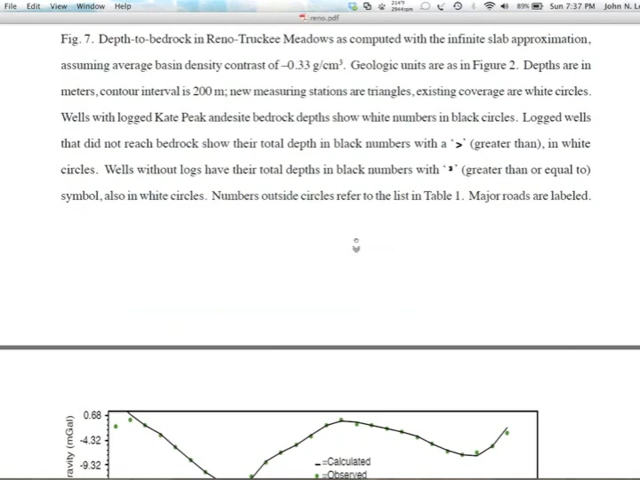 File Edit View Window Help 214°F 2944rpm 89% Sun 7:37 PM John N. L
reno.pdf
Fig. 7. Depth-to-bedrock in Reno-Truckee Meadows as computed with the infinite slab approximation,
assuming average basin density contrast of –0.33 g/cm³. Geologic units are as in Figure 2. Depths are in
meters, contour interval is 200 m; new measuring stations are triangles, existing coverage are white circles.
Wells with logged Kate Peak andesite bedrock depths show white numbers in black circles. Logged wells
that did not reach bedrock show their total depth in black numbers with a `>' (greater than), in white
circles. Wells without logs have their total depths in black numbers with `³' (greater than or equal to)
symbol, also in white circles. Numbers outside circles refer to the list in Table 1. Major roads are labeled.
0.68
-4.32
-9.32
ravity (mGal)
=Calculated
=Observed